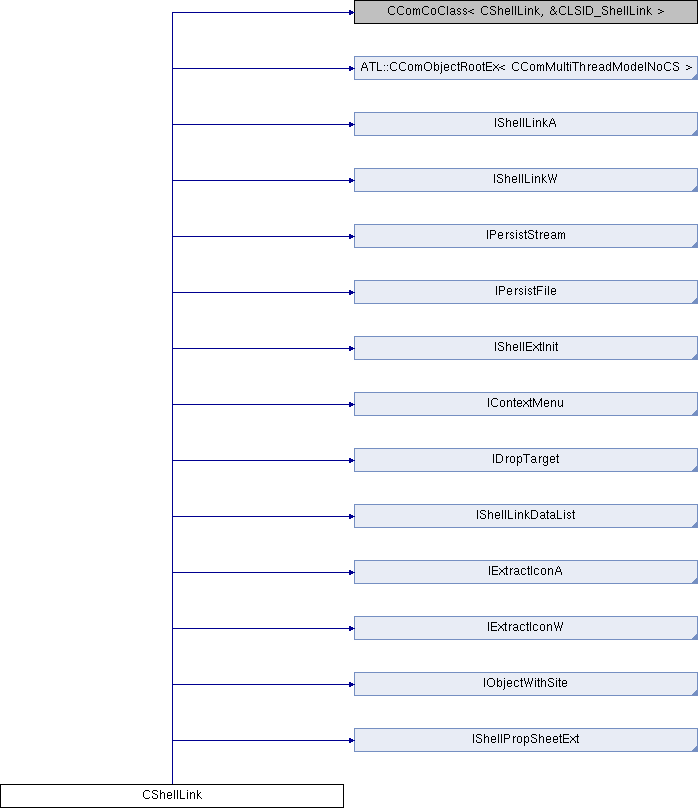 CComCoClass< CShellLink, &CLSID_ShellLink >
ATL::CComObjectRootEx< CComMultiThreadModelNoCS >
IShellLinkA
IShellLinkW
IPersistStream
IPersistFile
IShellExtInit
IContextMenu
IDropTarget
IShellLinkDataList
IExtractIconA
IExtractIconW
IObjectWithSite
IShellPropSheetExt
CShellLink